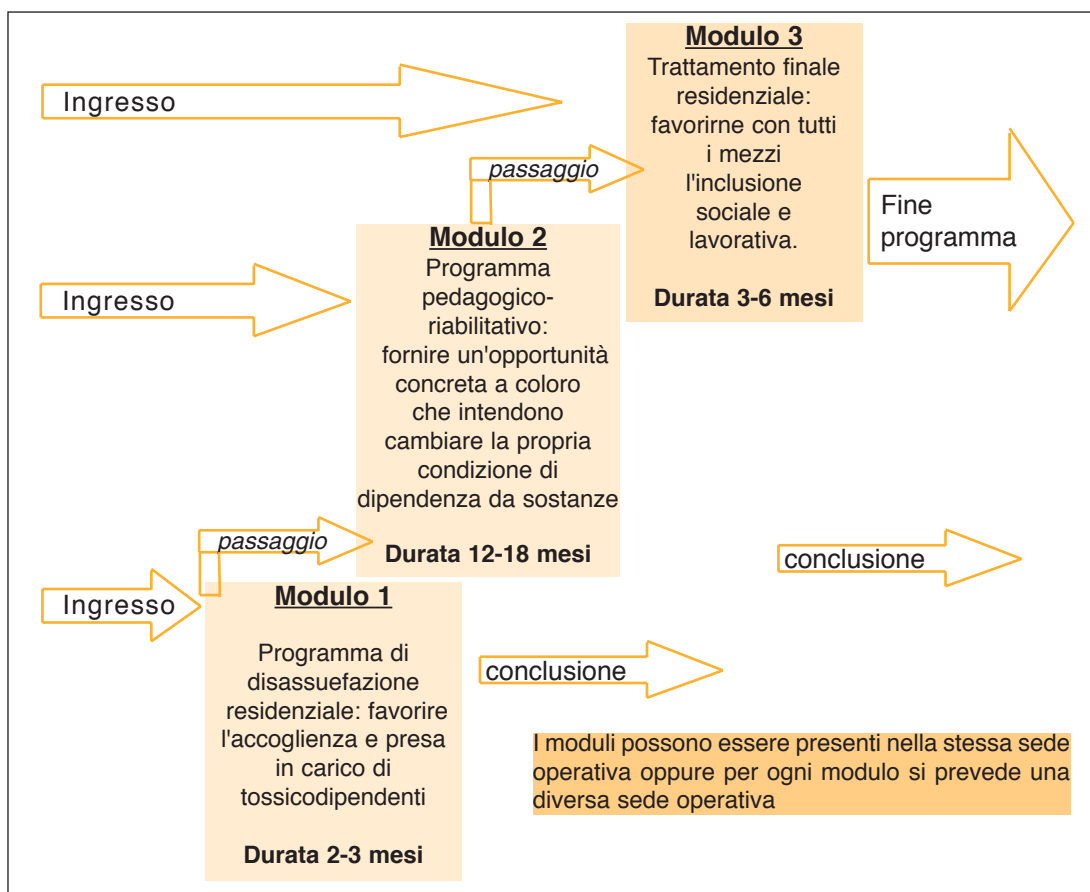 Modulo 3
Trattamento finale
residenziale:
favorirne con tutti
i mezzi
l'inclusione
sociale e
lavorativa.
Durata 3-6 mesi
Ingresso
passaggio
Fine
programma
Modulo 2
Programma
pedagogico-
riabilitativo:
fornire un'opportunità
concreta a coloro
che intendono
cambiare la propria
condizione di
dipendenza da sostanze
Durata 12-18 mesi
Ingresso
passaggio
conclusione
Ingresso
Modulo 1
Programma di
disassuefazione
residenziale: favorire
l'accoglienza e presa
in carico di
tossicodipendenti
Durata 2-3 mesi
conclusione
I moduli possono essere presenti nella stessa sede
operativa oppure per ogni modulo si prevede una
diversa sede operativa